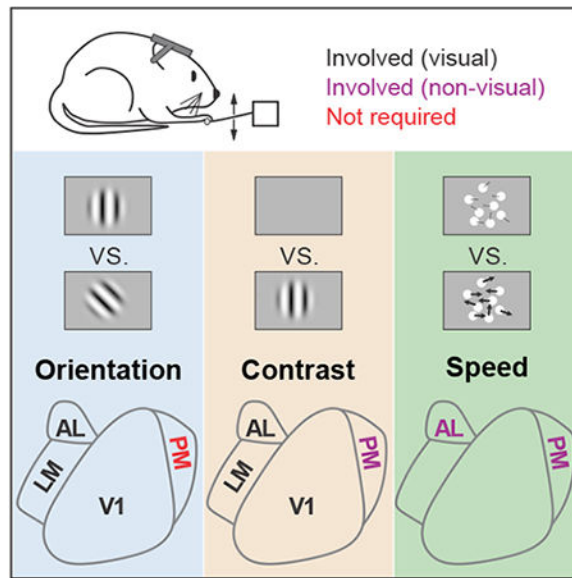 Involved (visual)
Involved (non-visual)
Not required
VS.
VS.
VS.
Orientation
Contrast
Speed
AL
LM
PM
V1
AL
LM
PM
V1
AL
PM